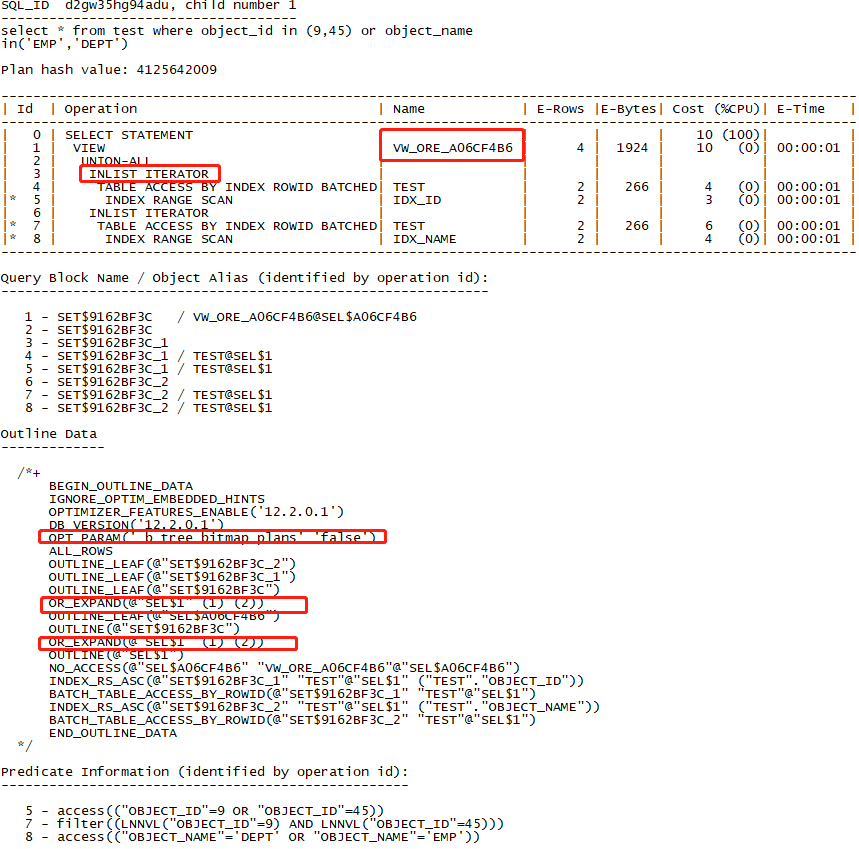 SQL_ID  d2gw35hg94adu, child number 1
-------------------------------------
select * from test where object_id in (9,45) or object_name
in('EMP','DEPT')

Plan hash value: 4125642009

-----------------------------------------------------------------------------------------------------------
| Id  | Operation                             | Name            | E-Rows |E-Bytes| Cost (%CPU)| E-Time   |
-----------------------------------------------------------------------------------------------------------
|   0 | SELECT STATEMENT                      |                 |        |       |    10 (100)|          |
|   1 |  VIEW                                 | VW_ORE_A06CF4B6 |      4 |  1924 |    10   (0)| 00:00:01 |
|   2 |   UNION-ALL                           |                 |        |       |            |          |
|   3 |    INLIST ITERATOR                    |                 |        |       |            |          |
|   4 |     TABLE ACCESS BY INDEX ROWID BATCHED| TEST            |      2 |   266 |     4   (0)| 00:00:01 |
|*  5 |      INDEX RANGE SCAN                 | IDX_ID          |      2 |       |     3   (0)| 00:00:01 |
|   6 |    INLIST ITERATOR                    |                 |        |       |            |          |
|*  7 |     TABLE ACCESS BY INDEX ROWID BATCHED| TEST            |      2 |   266 |     6   (0)| 00:00:01 |
|*  8 |      INDEX RANGE SCAN                 | IDX_NAME        |      2 |       |     4   (0)| 00:00:01 |
-----------------------------------------------------------------------------------------------------------

Query Block Name / Object Alias (identified by operation id):
-------------------------------------------------------------

   1 - SET$9162BF3C   / VW_ORE_A06CF4B6@SEL$A06CF4B6
   2 - SET$9162BF3C
   3 - SET$9162BF3C_1
   4 - SET$9162BF3C_1 / TEST@SEL$1
   5 - SET$9162BF3C_1 / TEST@SEL$1
   6 - SET$9162BF3C_2
   7 - SET$9162BF3C_2 / TEST@SEL$1
   8 - SET$9162BF3C_2 / TEST@SEL$1

Outline Data
-------------

  /*+
      BEGIN_OUTLINE_DATA
      IGNORE_OPTIM_EMBEDDED_HINTS
      OPTIMIZER_FEATURES_ENABLE('12.2.0.1')
      DB_VERSION('12.2.0.1')
      OPT_PARAM('_b_tree_bitmap_plans' 'false')
      ALL_ROWS
      OUTLINE_LEAF(@"SET$9162BF3C_2")
      OUTLINE_LEAF(@"SET$9162BF3C_1")
      OUTLINE_LEAF(@"SET$9162BF3C")
      OR_EXPAND(@"SEL$1" (1) (2))
      OUTLINE_LEAF(@"SEL$A06CF4B6")
      OUTLINE(@"SET$9162BF3C")
      OR_EXPAND(@"SEL$1" (1) (2))
      OUTLINE(@"SEL$1")
      NO_ACCESS(@"SEL$A06CF4B6" "VW_ORE_A06CF4B6"@"SEL$A06CF4B6")
      INDEX_RS_ASC(@"SET$9162BF3C_1" "TEST"@"SEL$1" ("TEST"."OBJECT_ID"))
      BATCH_TABLE_ACCESS_BY_ROWID(@"SET$9162BF3C_1" "TEST"@"SEL$1")
      INDEX_RS_ASC(@"SET$9162BF3C_2" "TEST"@"SEL$1" ("TEST"."OBJECT_NAME"))
      BATCH_TABLE_ACCESS_BY_ROWID(@"SET$9162BF3C_2" "TEST"@"SEL$1")
      END_OUTLINE_DATA
  */

Predicate Information (identified by operation id):
---------------------------------------------------

   5 - access(("OBJECT_ID"=9 OR "OBJECT_ID"=45))
   7 - filter((LNNVL("OBJECT_ID"=9) AND LNNVL("OBJECT_ID"=45)))
   8 - access(("OBJECT_NAME"='DEPT' OR "OBJECT_NAME"='EMP'))